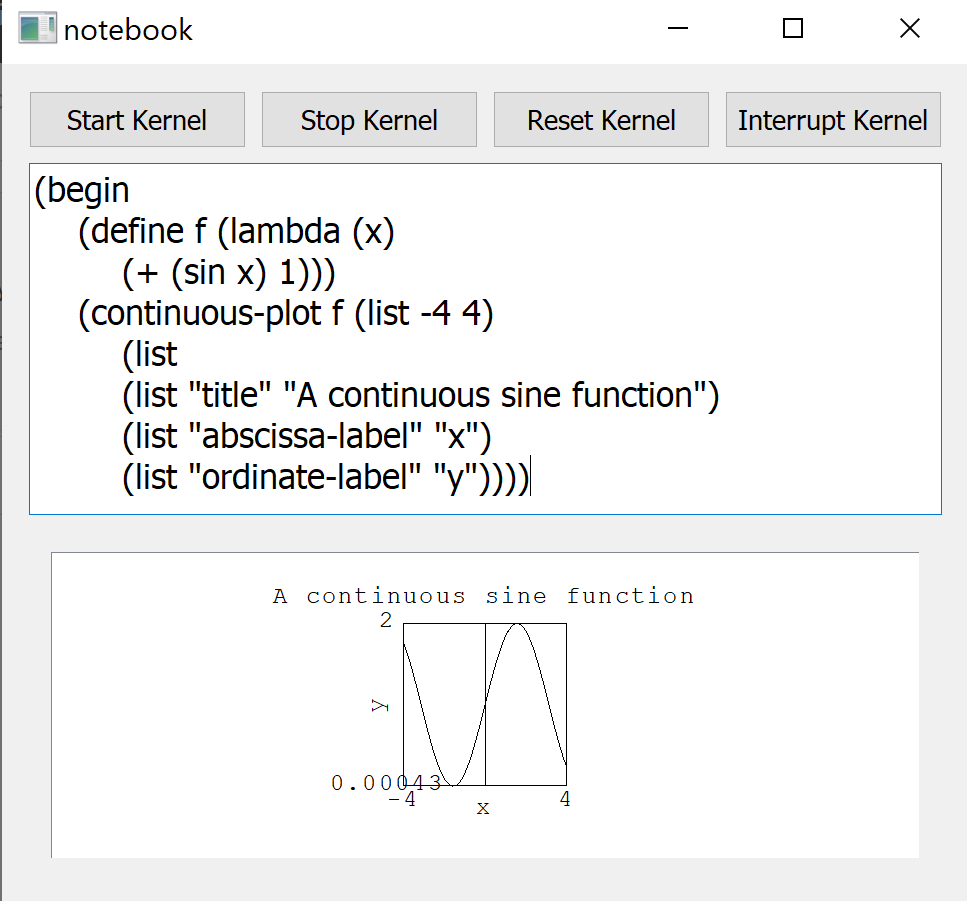 notebook
Start Kernel Stop Kernel Reset Kernel Interrupt Kernel
(begin
(define f (lambda (x)
(+ (sin x) 1)))
(continuous-plot f (list -4 4)
(list
(list "title" "A continuous sine function")
(list "abscissa-label" "x")
(list "ordinate-label" "y"))))
A continuous sine function
2
y
0.00043
-4 4
x